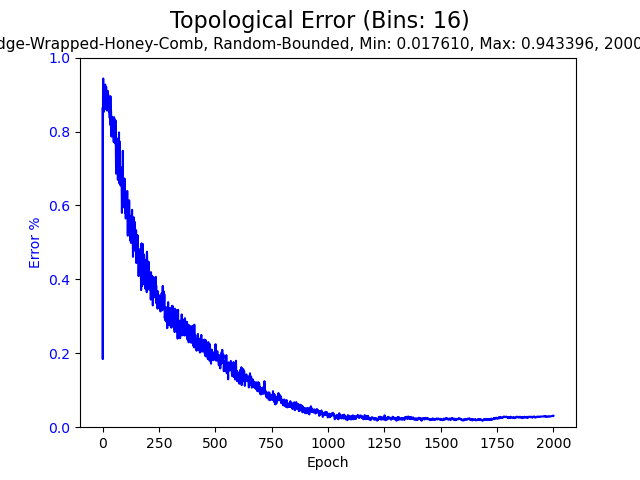 Topological Error (Bins: 16)
dge-Wrapped-Honey-Comb, Random-Bounded, Min: 0.017610, Max: 0.943396, 2000
1.0
0.8
0.6
0.4
0.2
0.0
Error %
0 250 500 750 1000 1250 1500 1750 2000
Epoch